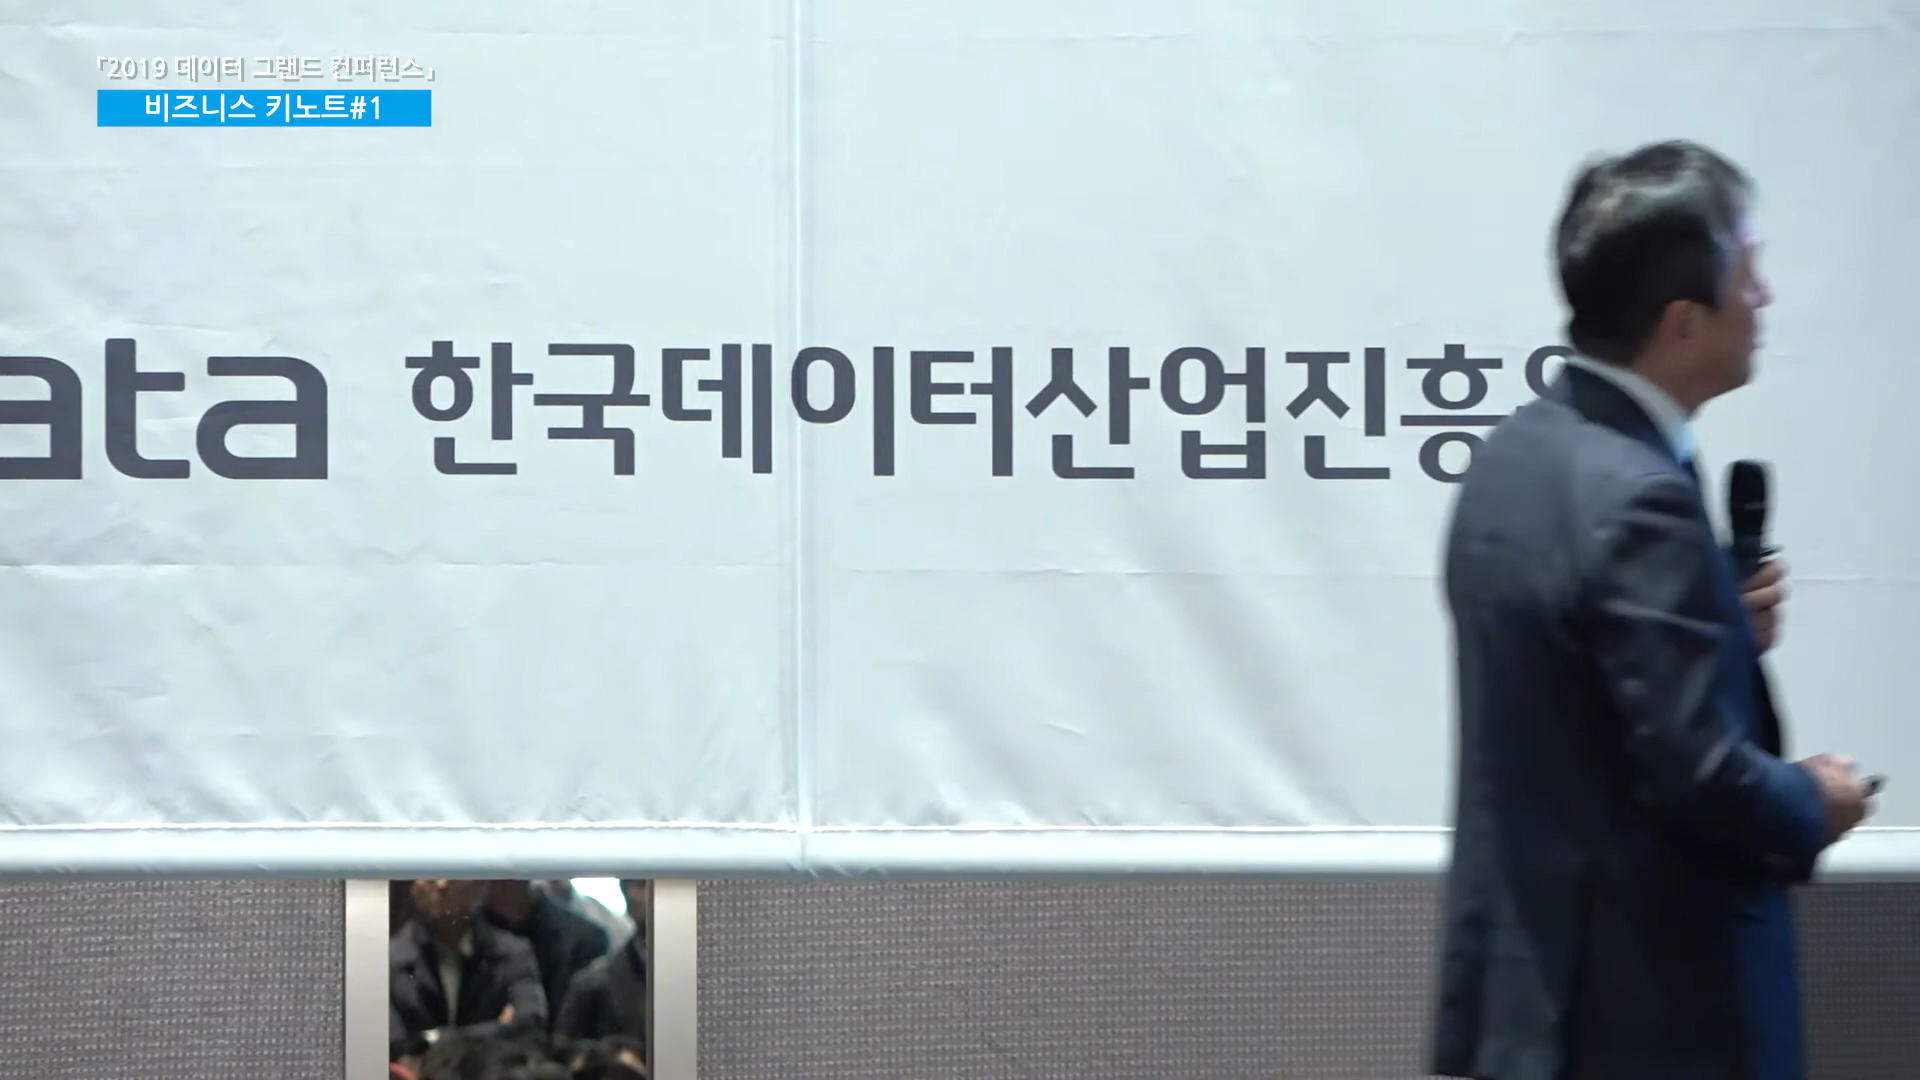 「2019 데이터 그랜드 컨퍼런스」
비즈니스 키노트#1
ata 한국데이터산업진흥